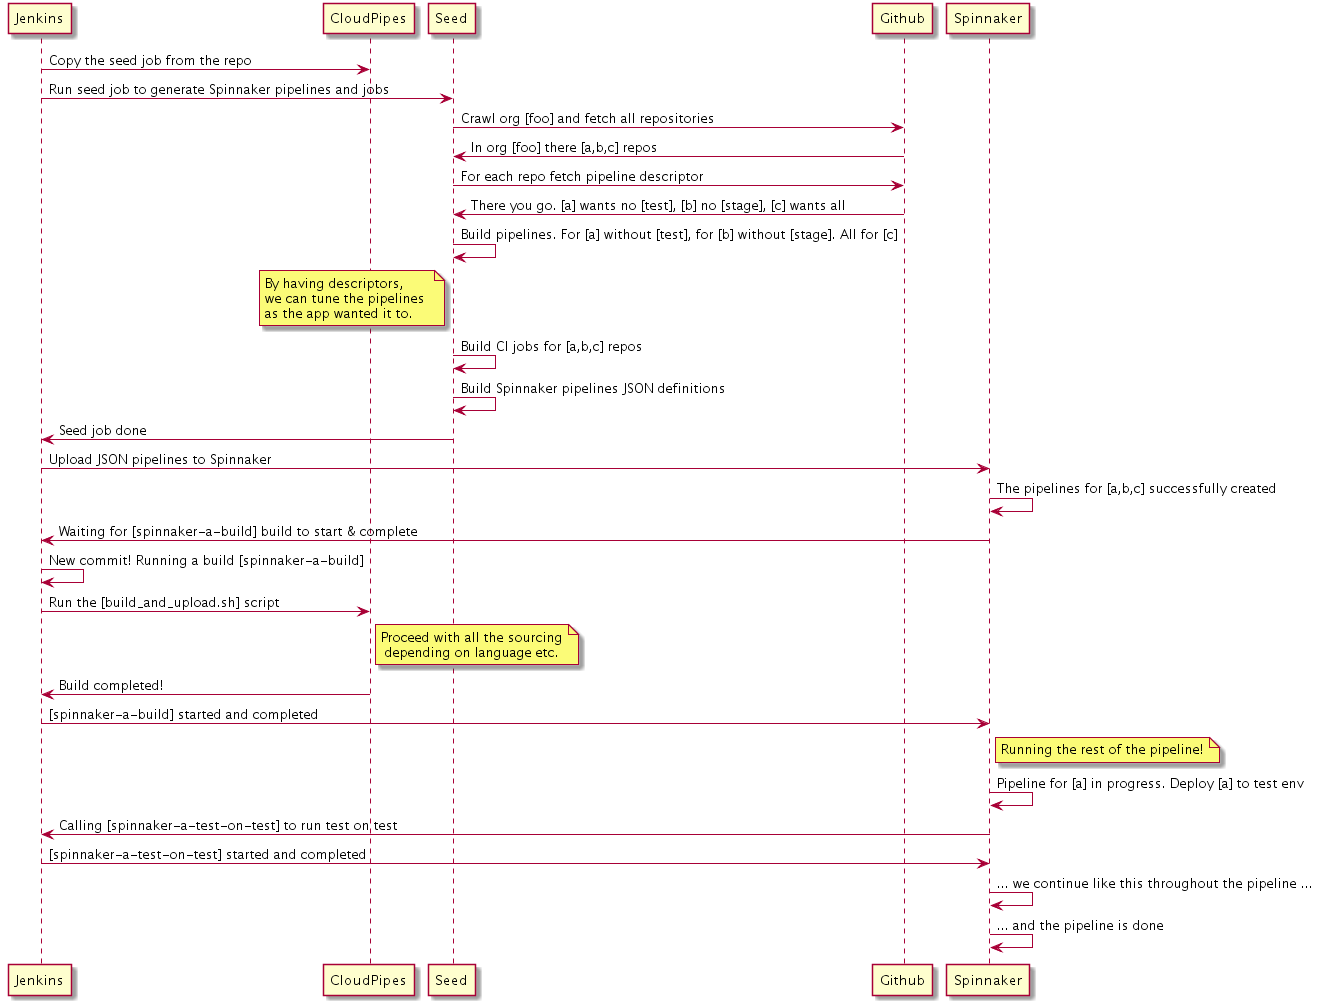 Jenkins
CloudPipes
Seed
Github
Spinnaker
Copy the seed job from the repo
Run seed job to generate Spinnaker pipelines and jobs
Crawl org [foo] and fetch all repositories
In org [foo] there [a,b,c] repos
For each repo fetch pipeline descriptor
There you go. [a] wants no [test], [b] no [stage], [c] wants all
Build pipelines. For [a] without [test], for [b] without [stage]. All for [c]
By having descriptors,
we can tune the pipelines
as the app wanted it to.
Build CI jobs for [a,b,c] repos
Build Spinnaker pipelines JSON definitions
Seed job done
Upload JSON pipelines to Spinnaker
The pipelines for [a,b,c] successfully created
Waiting for [spinnaker-a-build] build to start & complete
New commit! Running a build [spinnaker-a-build]
Run the [build_and_upload.sh] script
Proceed with all the sourcing
depending on language etc.
Build completed!
[spinnaker-a-build] started and completed
Running the rest of the pipeline!
Pipeline for [a] in progress. Deploy [a] to test env
Calling [spinnaker-a-test-on-test] to run test on test
[spinnaker-a-test-on-test] started and completed
... we continue like this throughout the pipeline ...
... and the pipeline is done
Jenkins
CloudPipes
Seed
Github
Spinnaker